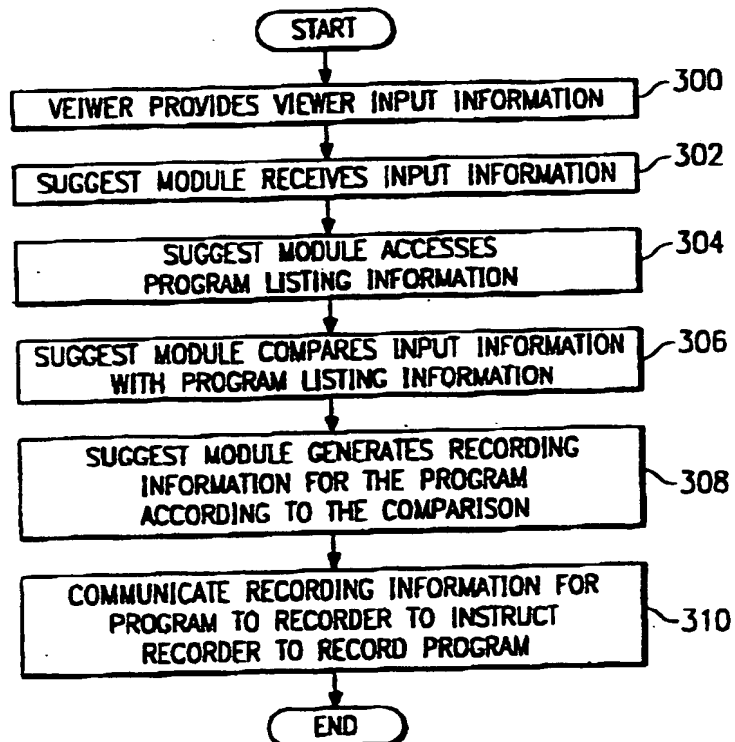 START
VEIWER PROVIDES VIEWER INPUT INFORMATION
300
SUGGEST MODULE RECEIVES INPUT INFORMATION
302
SUGGEST MODULE ACCESSES
PROGRAM LISTING INFORMATION
304
SUGGEST MODULE COMPARES INPUT INFORMATION
WITH PROGRAM LISTING INFORMATION
306
SUGGEST MODULE GENERATES RECORDING
INFORMATION FOR THE PROGRAM
ACCORDING TO THE COMPARISON
308
COMMUNICATE RECORDING INFORMATION FOR
PROGRAM TO RECORDER TO INSTRUCT
RECORDER TO RECORD PROGRAM
310
END